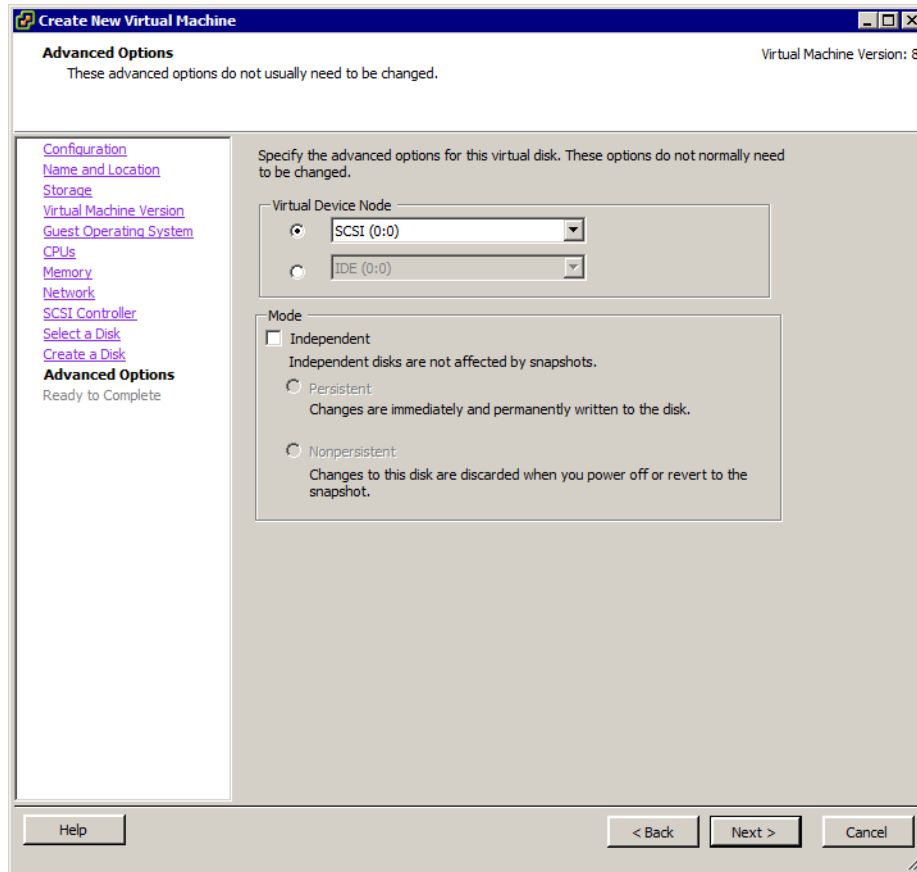 Create New Virtual Machine
Advanced Options
These advanced options do not usually need to be changed.
Virtual Machine Version: 8
Configuration
Name and Location
Storage
Virtual Machine Version
Guest Operating System
CPUs
Memory
Network
SCSI Controller
Select a Disk
Create a Disk
Advanced Options
Ready to Complete
Specify the advanced options for this virtual disk. These options do not normally need
to be changed.
Virtual Device Node
SCSI (0:0)
IDE (0:0)
Mode
Independent
Independent disks are not affected by snapshots.
Persistent
Changes are immediately and permanently written to the disk.
Nonpersistent
Changes to this disk are discarded when you power off or revert to the
snapshot.
Help
< Back
Next >
Cancel